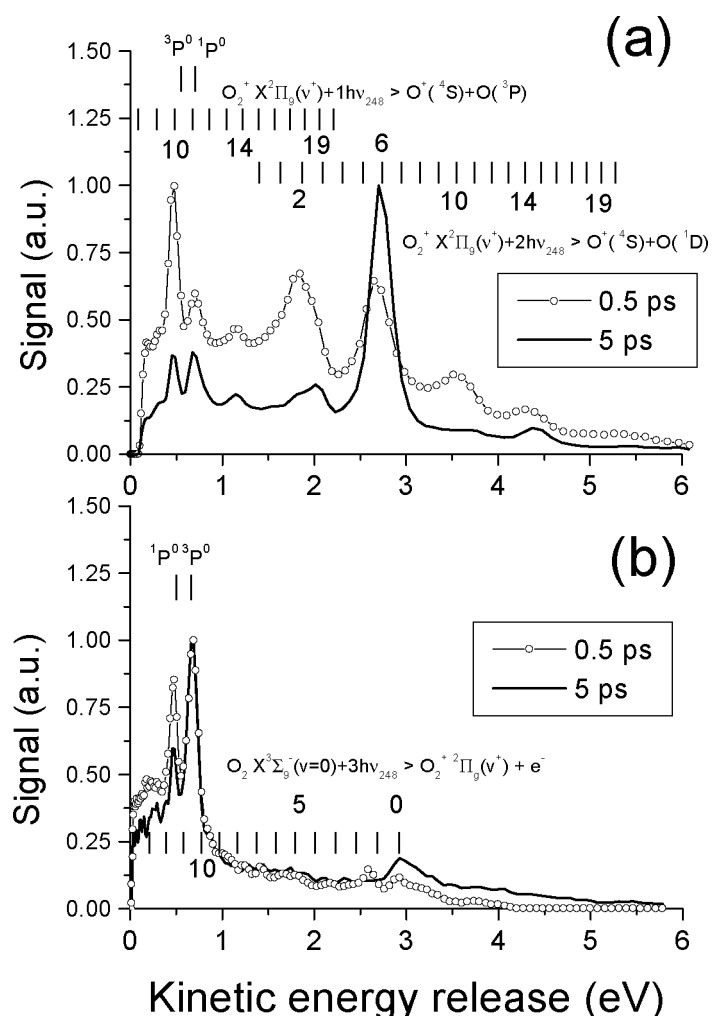 (a)
³P⁰ ¹P⁰
1.50
O₂⁺ X²Π₉(ν⁺)+1hν₂₄₈ > O⁺(⁴S)+O(³P)
1.25
10 14 19 6
1.00
2 10 14 19
O₂⁺ X²Π₉(ν⁺)+2hν₂₄₈ > O⁺(⁴S)+O(¹D)
0.75
0.5 ps
0.50
5 ps
0.25
0.00
Signal (a.u.)
0 1 2 3 4 5 6
(b)
1.50
¹P⁰ ³P⁰
1.25
1.00
0.5 ps
5 ps
0.75
O₂ X³Σ₉⁻(v=0)+3hν₂₄₈ > O₂⁺ ²Π_g(ν⁺) + e⁻
0.50
5 0
0.25
10
0.00
Signal (a.u.)
0 1 2 3 4 5 6
Kinetic energy release (eV)